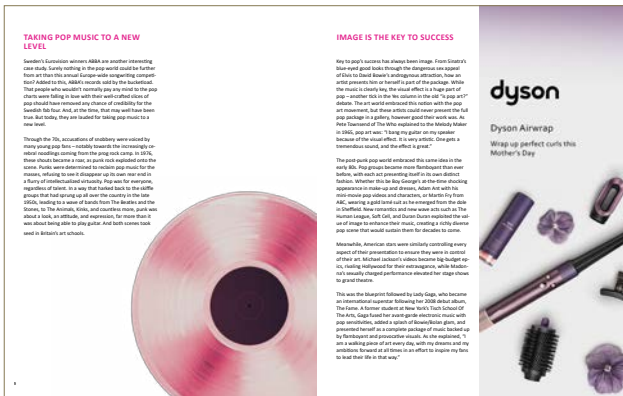 TAKING POP MUSIC TO A NEW
LEVEL
Sweden's Eurovision winners ABBA are another interesting
case study. Surely nothing in the pop world could be further
from art than this annual Europe-wide songwriting competi-
tion? Added to this, ABBA's records sold by the bucketload.
That people who wouldn't normally pay any mind to the pop
charts were falling in love with their well-crafted slices of
pop should have removed any chance of credibility for the
Swedish fab four. And, at the time, that may well have been
true. But today, they are lauded for taking pop music to a
new level.
Through the 70s, accusations of snobbery were voiced by
many young pop fans – notably towards the increasingly ce-
rebral noodlings coming from the prog rock camp. In 1976,
these shouts became a roar, as punk rock exploded onto the
scene. Punks were determined to reclaim pop music for the
masses, refusing to see it disappear up its own rear end in
a flurry of intellectualised virtuosity. Pop was for everyone,
regardless of talent. In a way that harked back to the skiffle
groups that had sprung up all over the country in the late
1950s, leading to a wave of bands from The Beatles and the
Stones, to The Animals, Kinks, and countless more, punk was
about a look, an attitude, and expression, far more than it
was about being able to play guitar. And both scenes took
seed in Britain's art schools.
8
IMAGE IS THE KEY TO SUCCESS
Key to pop's success has always been image. From Sinatra's
blue-eyed good looks through the dangerous sex appeal
of Elvis to David Bowie's androgynous attraction, how an
artist presents him or herself is part of the package. While
the music is clearly key, the visual effect is a huge part of
pop – another tick in the Yes column in the old "is pop art?"
debate. The art world embraced this notion with the pop
art movement, but these artists could never present the full
pop package in a gallery, however good their work was. As
Pete Townsend of The Who explained to the Melody Maker
in 1965, pop art was: "I bang my guitar on my speaker
because of the visual effect. It is very artistic. One gets a
tremendous sound, and the effect is great."
The post-punk pop world embraced this same idea in the
early 80s. Pop groups became more flamboyant than ever
before, with each act presenting itself in its own distinct
fashion. Whether this be Boy George's at-the-time shocking
appearance in make-up and dresses, Adam Ant with his
mini-movie pop videos and characters, or Martin Fry from
ABC, wearing a gold lamé suit as he emerged from the dole
in Sheffield. New romantics and new wave acts such as The
Human League, Soft Cell, and Duran Duran exploited the val-
ue of image to enhance their music, creating a richly diverse
pop scene that would sustain them for decades to come.
Meanwhile, American stars were similarly controlling every
aspect of their presentation to ensure they were in control
of their art. Michael Jackson's videos became big-budget ep-
ics, rivaling Hollywood for their extravagance, while Madon-
na's sexually charged performance elevated her stage shows
to grand theatre.
This was the blueprint followed by Lady Gaga, who became
an international superstar following her 2008 debut album,
The Fame. A former student at New York's Tisch School Of
The Arts, Gaga fused her avant-garde electronic music with
pop sensitivities, added a splash of Bowie/Bolan glam, and
presented herself as a complete package of music backed up
by flamboyant and provocative visuals. As she explained, "I
am a walking piece of art every day, with my dreams and my
ambitions forward at all times in an effort to inspire my fans
to lead their life in that way."
dyson
Dyson Airwrap
Wrap up perfect curls this
Mother's Day